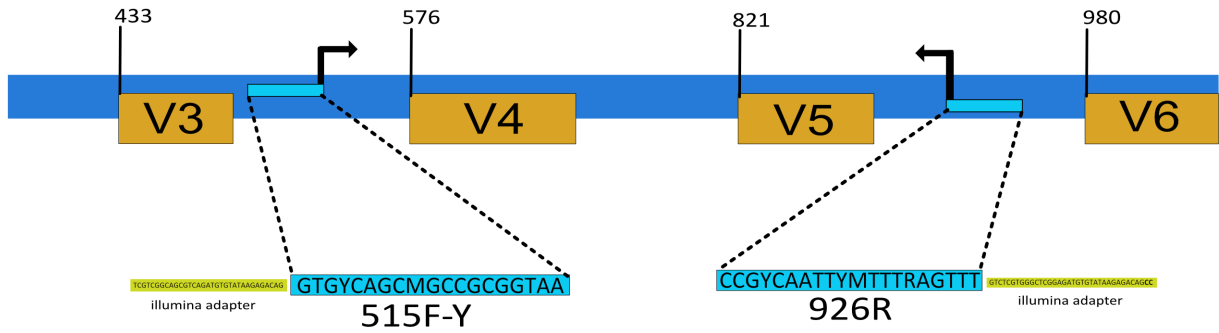 433 576 821 980
V3 V4 V5 V6
TCGTCGGCAGCGTCAGATGTGTATAAGAGACAG GTGYCAGCMGCCGCGGTAA CCGYCAATTYMTTTRAGTTT GTCTCGTGGGCTCGGAGATGTGTATAAGAGACAGCC
illumina adapter 515F-Y 926R illumina adapter